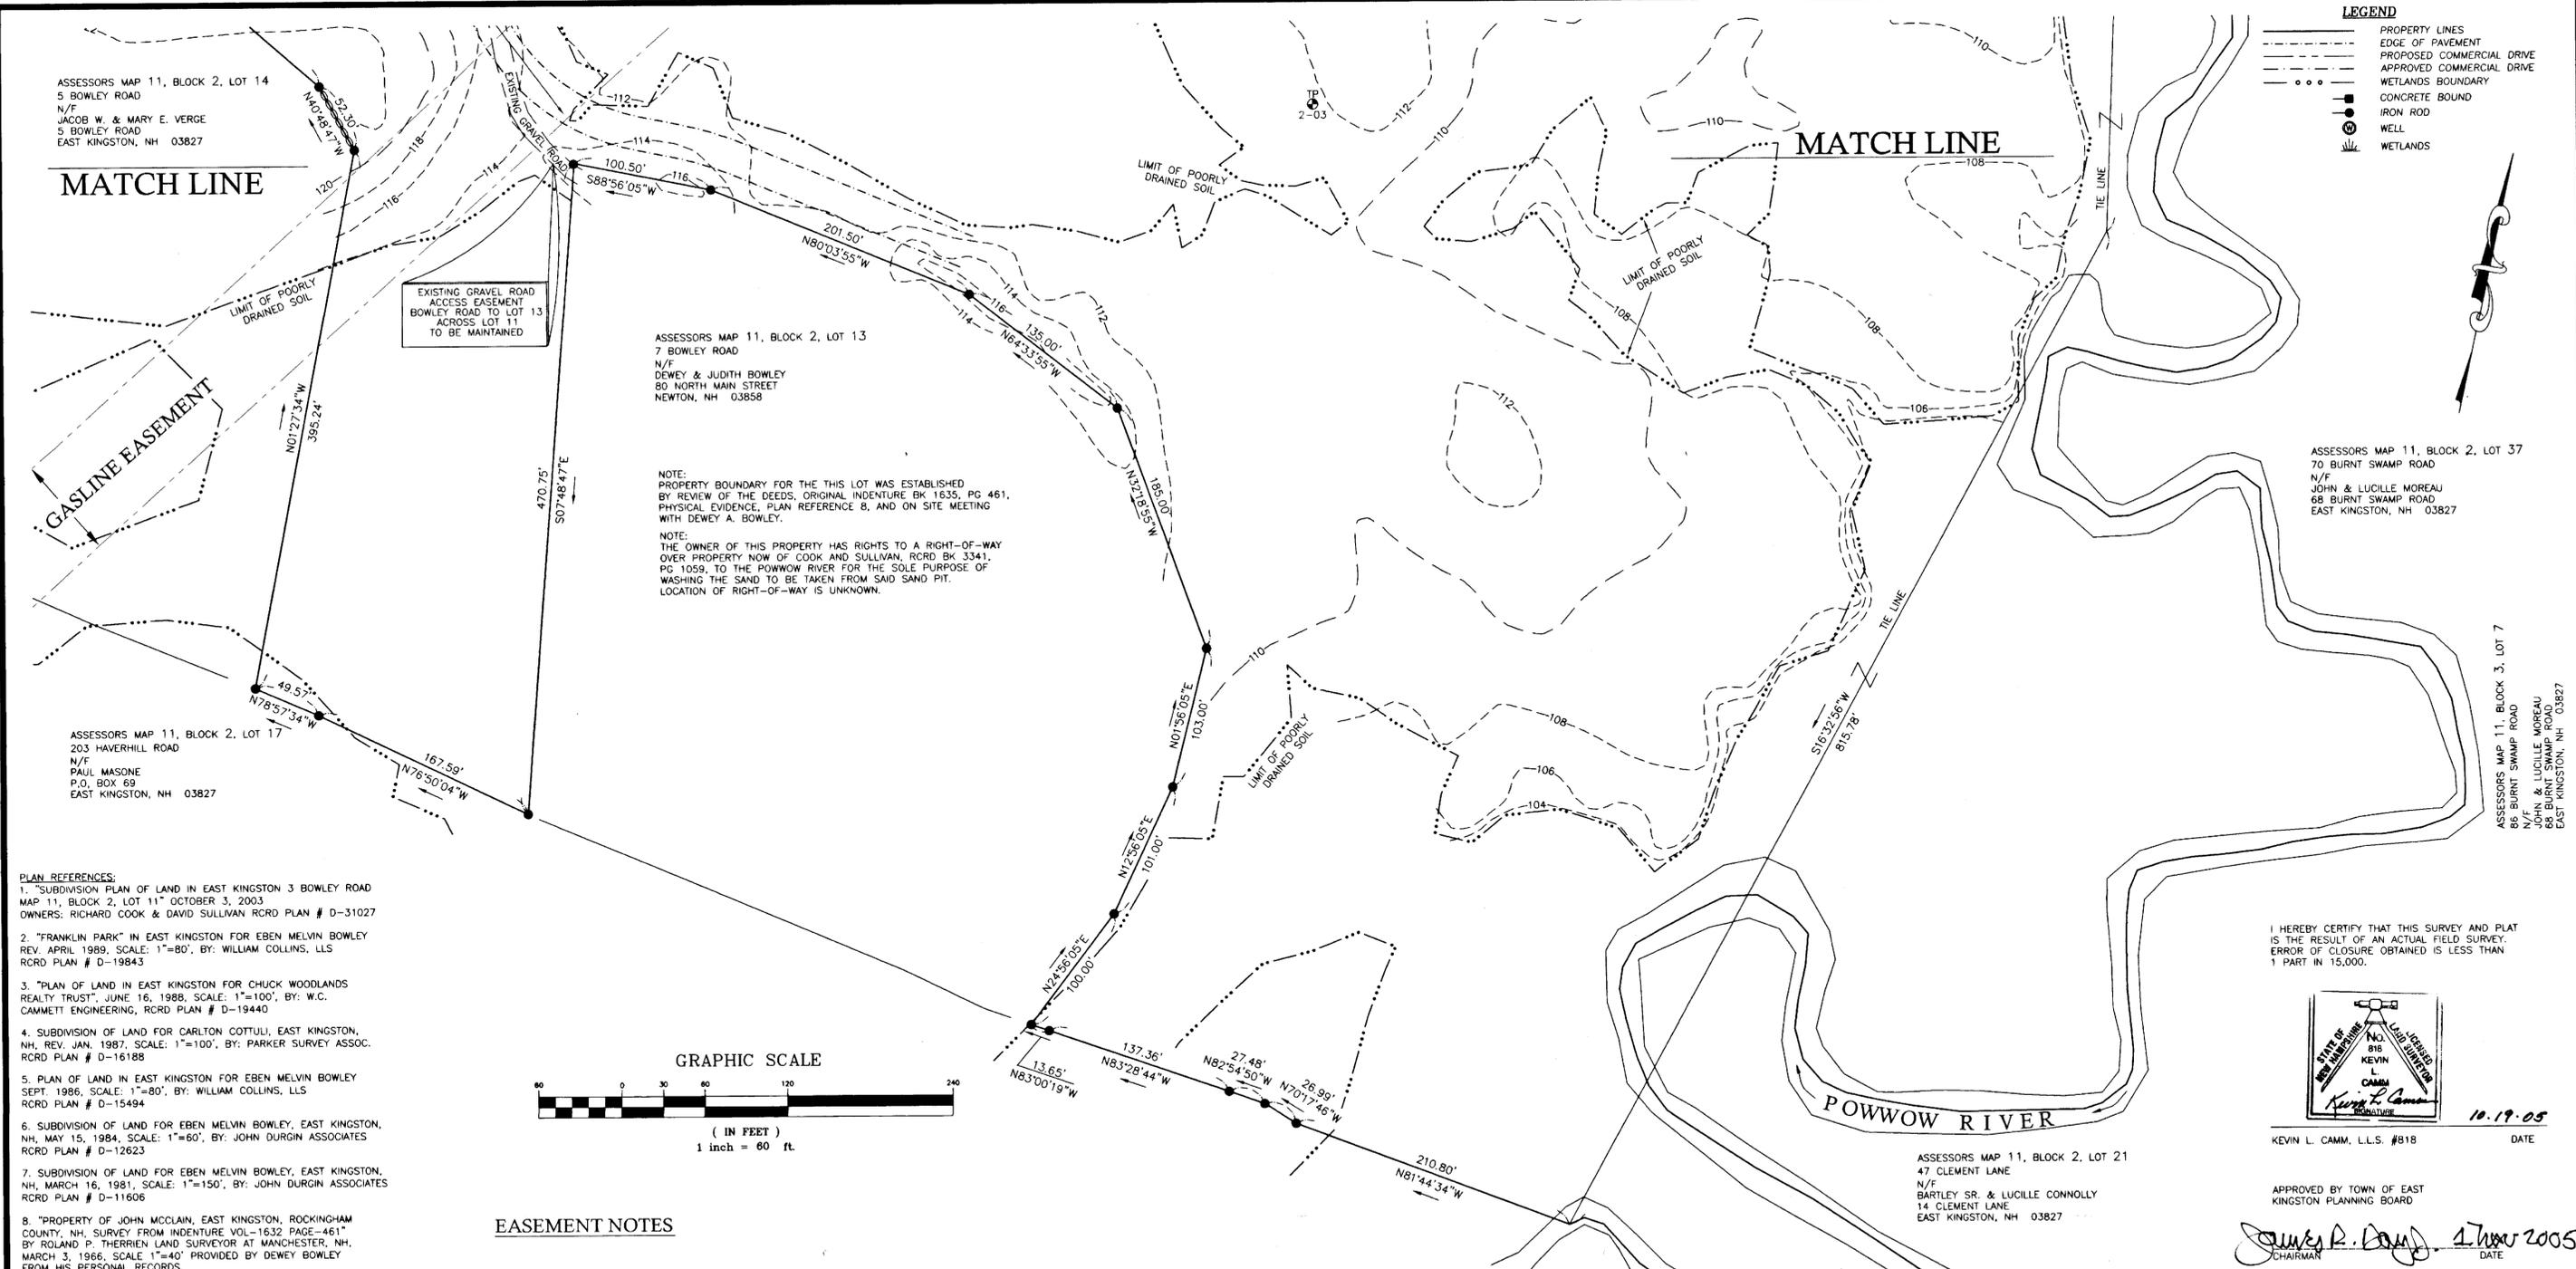 LEGEND
PROPERTY LINES
EDGE OF PAVEMENT
PROPOSED COMMERCIAL DRIVE
APPROVED COMMERCIAL DRIVE
WETLANDS BOUNDARY
CONCRETE BOUND
IRON ROD
W WELL
WETLANDS
ASSESSORS MAP 11, BLOCK 2, LOT 14
5 BOWLEY ROAD
N/F
JACOB W. & MARY E. VERGE
5 BOWLEY ROAD
EAST KINGSTON, NH 03827
MATCH LINE
52.30'
N40°48'47"W
118
120
116
114
EXISTING GRAVEL ROAD
112
114
100.50'
S88°56'05"W
116
201.50'
N80°03'55"W
114
116
114
112
135.00'
N64°33'55"W
185.00'
N32°18'55"W
TP
2-03
112
110
110
110
MATCH LINE
108
TIE LINE
LIMIT OF POORLY
DRAINED SOIL
LIMIT OF POORLY
DRAINED SOIL
108
108
106
112
LIMIT OF POORLY
DRAINED SOIL
EXISTING GRAVEL ROAD
ACCESS EASEMENT
BOWLEY ROAD TO LOT 13
ACROSS LOT 11
TO BE MAINTAINED
GASLINE EASEMENT
N01°27'34"W
395.24'
470.75'
S07°48'47"E
ASSESSORS MAP 11, BLOCK 2, LOT 13
7 BOWLEY ROAD
N/F
DEWEY & JUDITH BOWLEY
80 NORTH MAIN STREET
NEWTON, NH 03858
NOTE:
PROPERTY BOUNDARY FOR THE THIS LOT WAS ESTABLISHED
BY REVIEW OF THE DEEDS, ORIGINAL INDENTURE BK 1635, PG 461,
PHYSICAL EVIDENCE, PLAN REFERENCE 8, AND ON SITE MEETING
WITH DEWEY A. BOWLEY.
NOTE:
THE OWNER OF THIS PROPERTY HAS RIGHTS TO A RIGHT-OF-WAY
OVER PROPERTY NOW OF COOK AND SULLIVAN, RCRD BK 3341,
PG 1059, TO THE POWWOW RIVER FOR THE SOLE PURPOSE OF
WASHING THE SAND TO BE TAKEN FROM SAID SAND PIT.
LOCATION OF RIGHT-OF-WAY IS UNKNOWN.
ASSESSORS MAP 11, BLOCK 2, LOT 37
70 BURNT SWAMP ROAD
N/F
JOHN & LUCILLE MOREAU
68 BURNT SWAMP ROAD
EAST KINGSTON, NH 03827
ASSESSORS MAP 11, BLOCK 3, LOT 7
86 BURNT SWAMP ROAD
N/F
JOHN & LUCILLE MOREAU
68 BURNT SWAMP ROAD
EAST KINGSTON, NH 03827
TIE LINE
S16°32'56"W
815.78'
110
108
106
104
LIMIT OF POORLY
DRAINED SOIL
N01°56'05"E
103.00'
N12°56'05"E
101.00'
N24°56'05"E
100.00'
49.57'
N78°57'34"W
167.59'
N76°50'04"W
ASSESSORS MAP 11, BLOCK 2, LOT 17
203 HAVERHILL ROAD
N/F
PAUL MASONE
P.O. BOX 69
EAST KINGSTON, NH 03827
PLAN REFERENCES:
1. "SUBDIVISION PLAN OF LAND IN EAST KINGSTON 3 BOWLEY ROAD
MAP 11, BLOCK 2, LOT 11" OCTOBER 3, 2003
OWNERS: RICHARD COOK & DAVID SULLIVAN RCRD PLAN # D-31027
2. "FRANKLIN PARK" IN EAST KINGSTON FOR EBEN MELVIN BOWLEY
REV. APRIL 1989, SCALE: 1"=80', BY: WILLIAM COLLINS, LLS
RCRD PLAN # D-19843
3. "PLAN OF LAND IN EAST KINGSTON FOR CHUCK WOODLANDS
REALTY TRUST", JUNE 16, 1988, SCALE: 1"=100', BY: W.C.
CAMMETT ENGINEERING, RCRD PLAN # D-19440
4. SUBDIVISION OF LAND FOR CARLTON COTTULI, EAST KINGSTON,
NH, REV. JAN. 1987, SCALE: 1"=100', BY: PARKER SURVEY ASSOC.
RCRD PLAN # D-16188
5. PLAN OF LAND IN EAST KINGSTON FOR EBEN MELVIN BOWLEY
SEPT. 1986, SCALE: 1"=80', BY: WILLIAM COLLINS, LLS
RCRD PLAN # D-15494
6. SUBDIVISION OF LAND FOR EBEN MELVIN BOWLEY, EAST KINGSTON,
NH, MAY 15, 1984, SCALE: 1"=60', BY: JOHN DURGIN ASSOCIATES
RCRD PLAN # D-12623
7. SUBDIVISION OF LAND FOR EBEN MELVIN BOWLEY, EAST KINGSTON,
NH, MARCH 16, 1981, SCALE: 1"=150', BY: JOHN DURGIN ASSOCIATES
RCRD PLAN # D-11606
8. "PROPERTY OF JOHN MCCLAIN, EAST KINGSTON, ROCKINGHAM
COUNTY, NH, SURVEY FROM INDENTURE VOL-1632 PAGE-461"
BY ROLAND P. THERRIEN LAND SURVEYOR AT MANCHESTER, NH,
MARCH 3, 1966, SCALE 1"=40' PROVIDED BY DEWEY BOWLEY
FROM HIS PERSONAL RECORDS
GRAPHIC SCALE
60 0 30 60 120 240
( IN FEET )
1 inch = 60 ft.
EASEMENT NOTES
13.65'
N83°00'19"W
137.36'
N83°28'44"W
27.48'
N82°54'50"W
26.99'
N70°17'46"W
210.80'
N81°44'34"W
POWWOW RIVER
ASSESSORS MAP 11, BLOCK 2, LOT 21
47 CLEMENT LANE
N/F
BARTLEY SR. & LUCILLE CONNOLLY
14 CLEMENT LANE
EAST KINGSTON, NH 03827
I HEREBY CERTIFY THAT THIS SURVEY AND PLAT
IS THE RESULT OF AN ACTUAL FIELD SURVEY.
ERROR OF CLOSURE OBTAINED IS LESS THAN
1 PART IN 15,000.
STATE OF NEW HAMPSHIRE
LICENSED LAND SURVEYOR
No.
818
KEVIN
L.
CAMM
Kevin L. Camm
SIGNATURE
10.19.05
KEVIN L. CAMM, L.L.S. #818 DATE
APPROVED BY TOWN OF EAST
KINGSTON PLANNING BOARD
James R. 17 Nov 2005
CHAIRMAN DATE